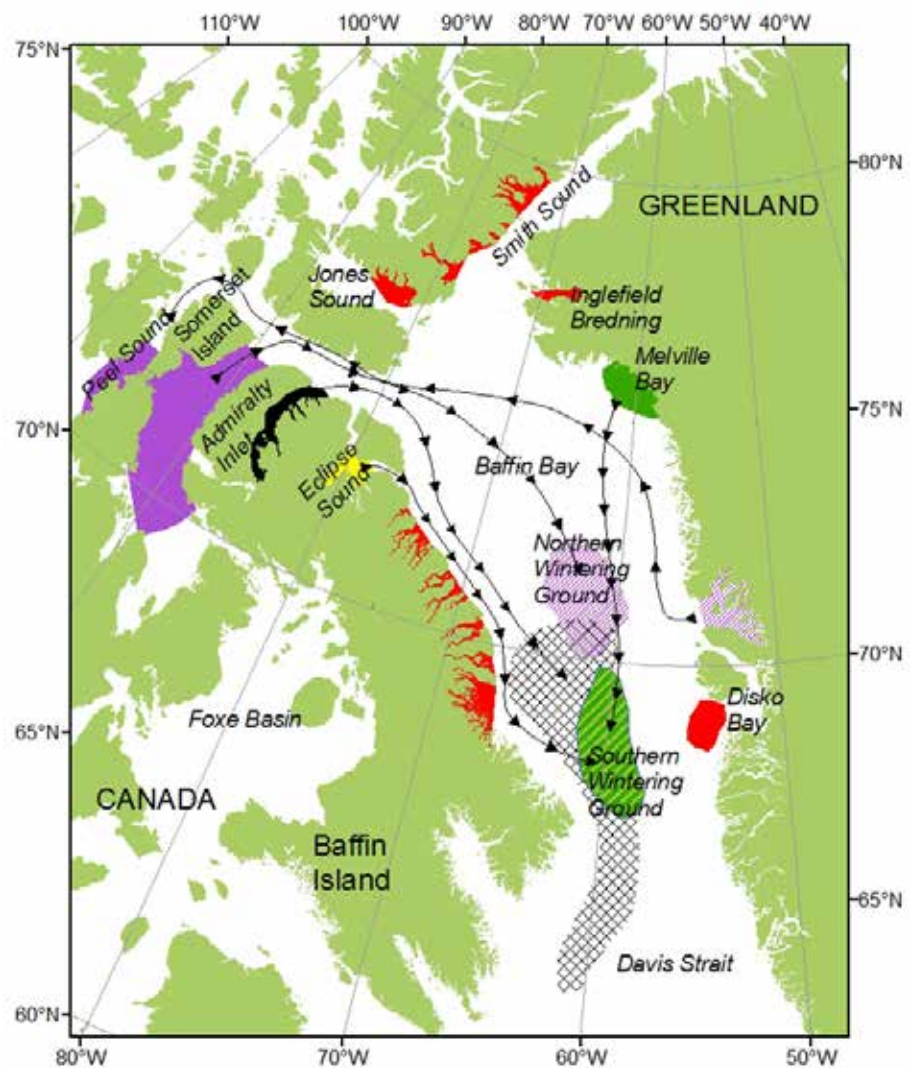 110°W 100°W 90°W 80°W 70°W 60°W 50°W 40°W
75°N
80°N
GREENLAND
Smith Sound
Jones
Sound
Inglefield
Bredning
Somerset
Island
Peel Sound
Melville
Bay
75°N
70°N
Admiralty
Inlet
Eclipse
Sound
Baffin Bay
Northern
Wintering
Ground
70°N
Disko
Bay
Foxe Basin
65°N
Southern
Wintering
Ground
CANADA
Baffin
Island
65°N
Davis Strait
60°N
80°W 70°W 60°W 50°W